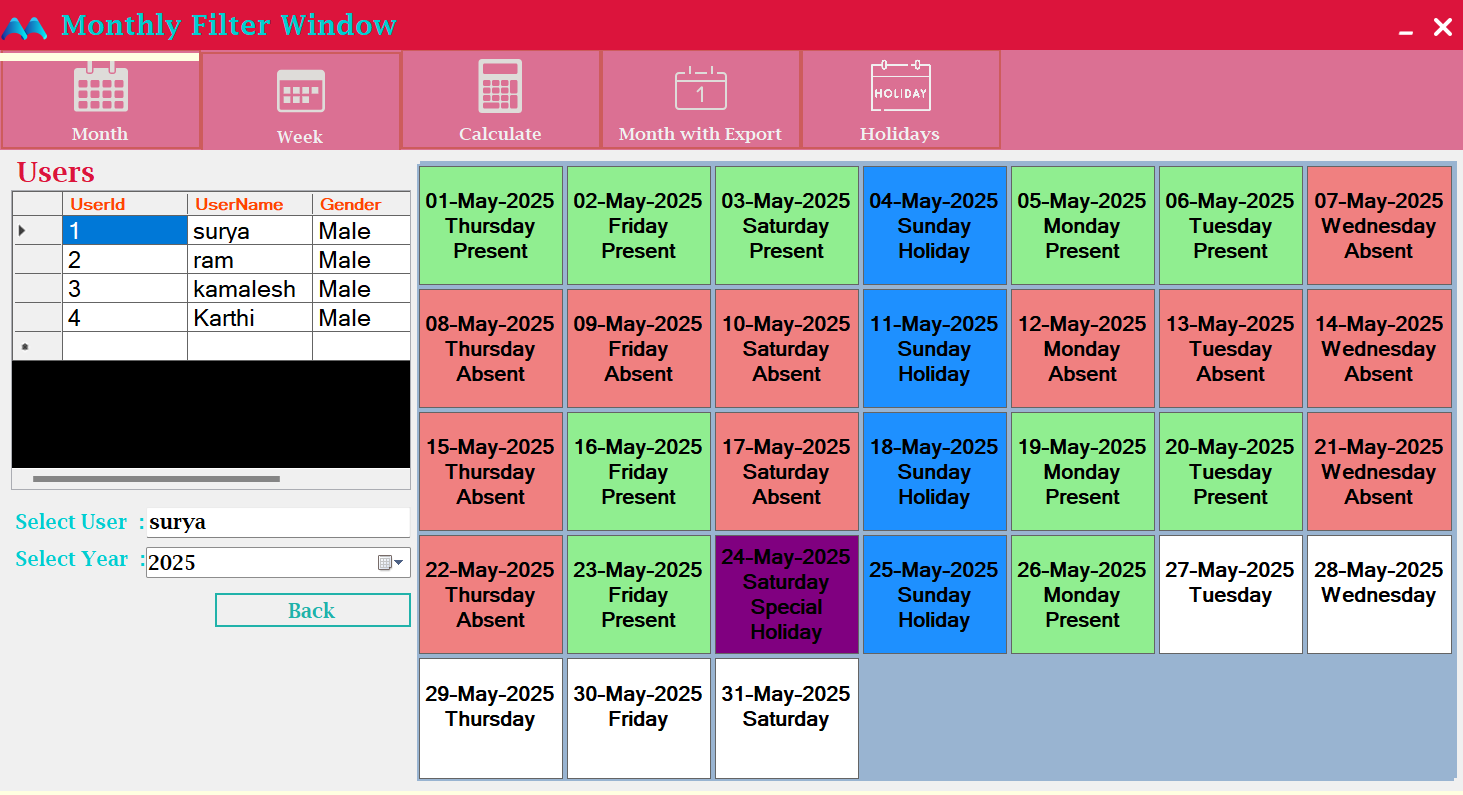 Monthly Filter Window
Month
Week
Calculate
1
Month with Export
HOLIDAY
Holidays
Users
UserId UserName Gender
1 surya Male
2 ram Male
3 kamalesh Male
4 Karthi Male
Select User : surya
Select Year : 2025
Back
01-May-2025
Thursday
Present
02-May-2025
Friday
Present
03-May-2025
Saturday
Present
04-May-2025
Sunday
Holiday
05-May-2025
Monday
Present
06-May-2025
Tuesday
Present
07-May-2025
Wednesday
Absent
08-May-2025
Thursday
Absent
09-May-2025
Friday
Absent
10-May-2025
Saturday
Absent
11-May-2025
Sunday
Holiday
12-May-2025
Monday
Absent
13-May-2025
Tuesday
Absent
14-May-2025
Wednesday
Absent
15-May-2025
Thursday
Absent
16-May-2025
Friday
Present
17-May-2025
Saturday
Absent
18-May-2025
Sunday
Holiday
19-May-2025
Monday
Present
20-May-2025
Tuesday
Present
21-May-2025
Wednesday
Absent
22-May-2025
Thursday
Absent
23-May-2025
Friday
Present
24-May-2025
Saturday
Special
Holiday
25-May-2025
Sunday
Holiday
26-May-2025
Monday
Present
27-May-2025
Tuesday
28-May-2025
Wednesday
29-May-2025
Thursday
30-May-2025
Friday
31-May-2025
Saturday